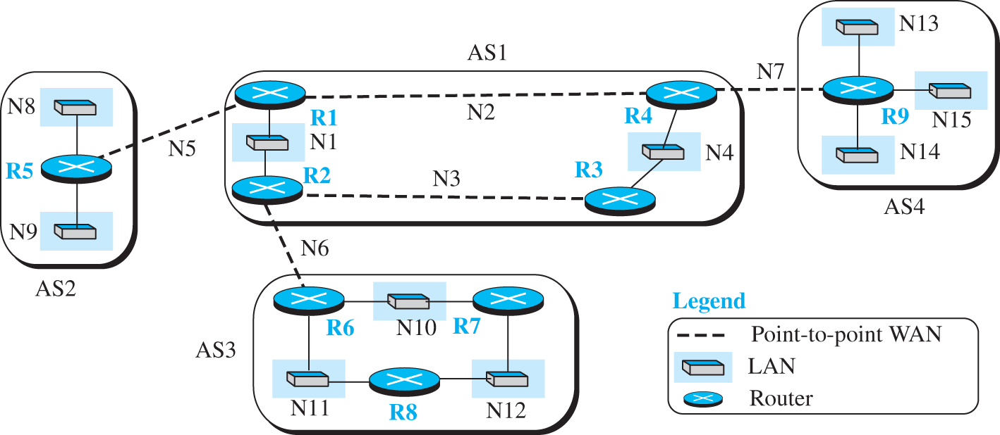 AS1
N13
N7
N8
R1
N2
R4
R9
N15
N5
N1
N4
N14
R5
R2
N3
R3
AS4
N9
N6
AS2
Legend
R6
N10
R7
Point-to-point WAN
AS3
LAN
N11
R8
N12
Router